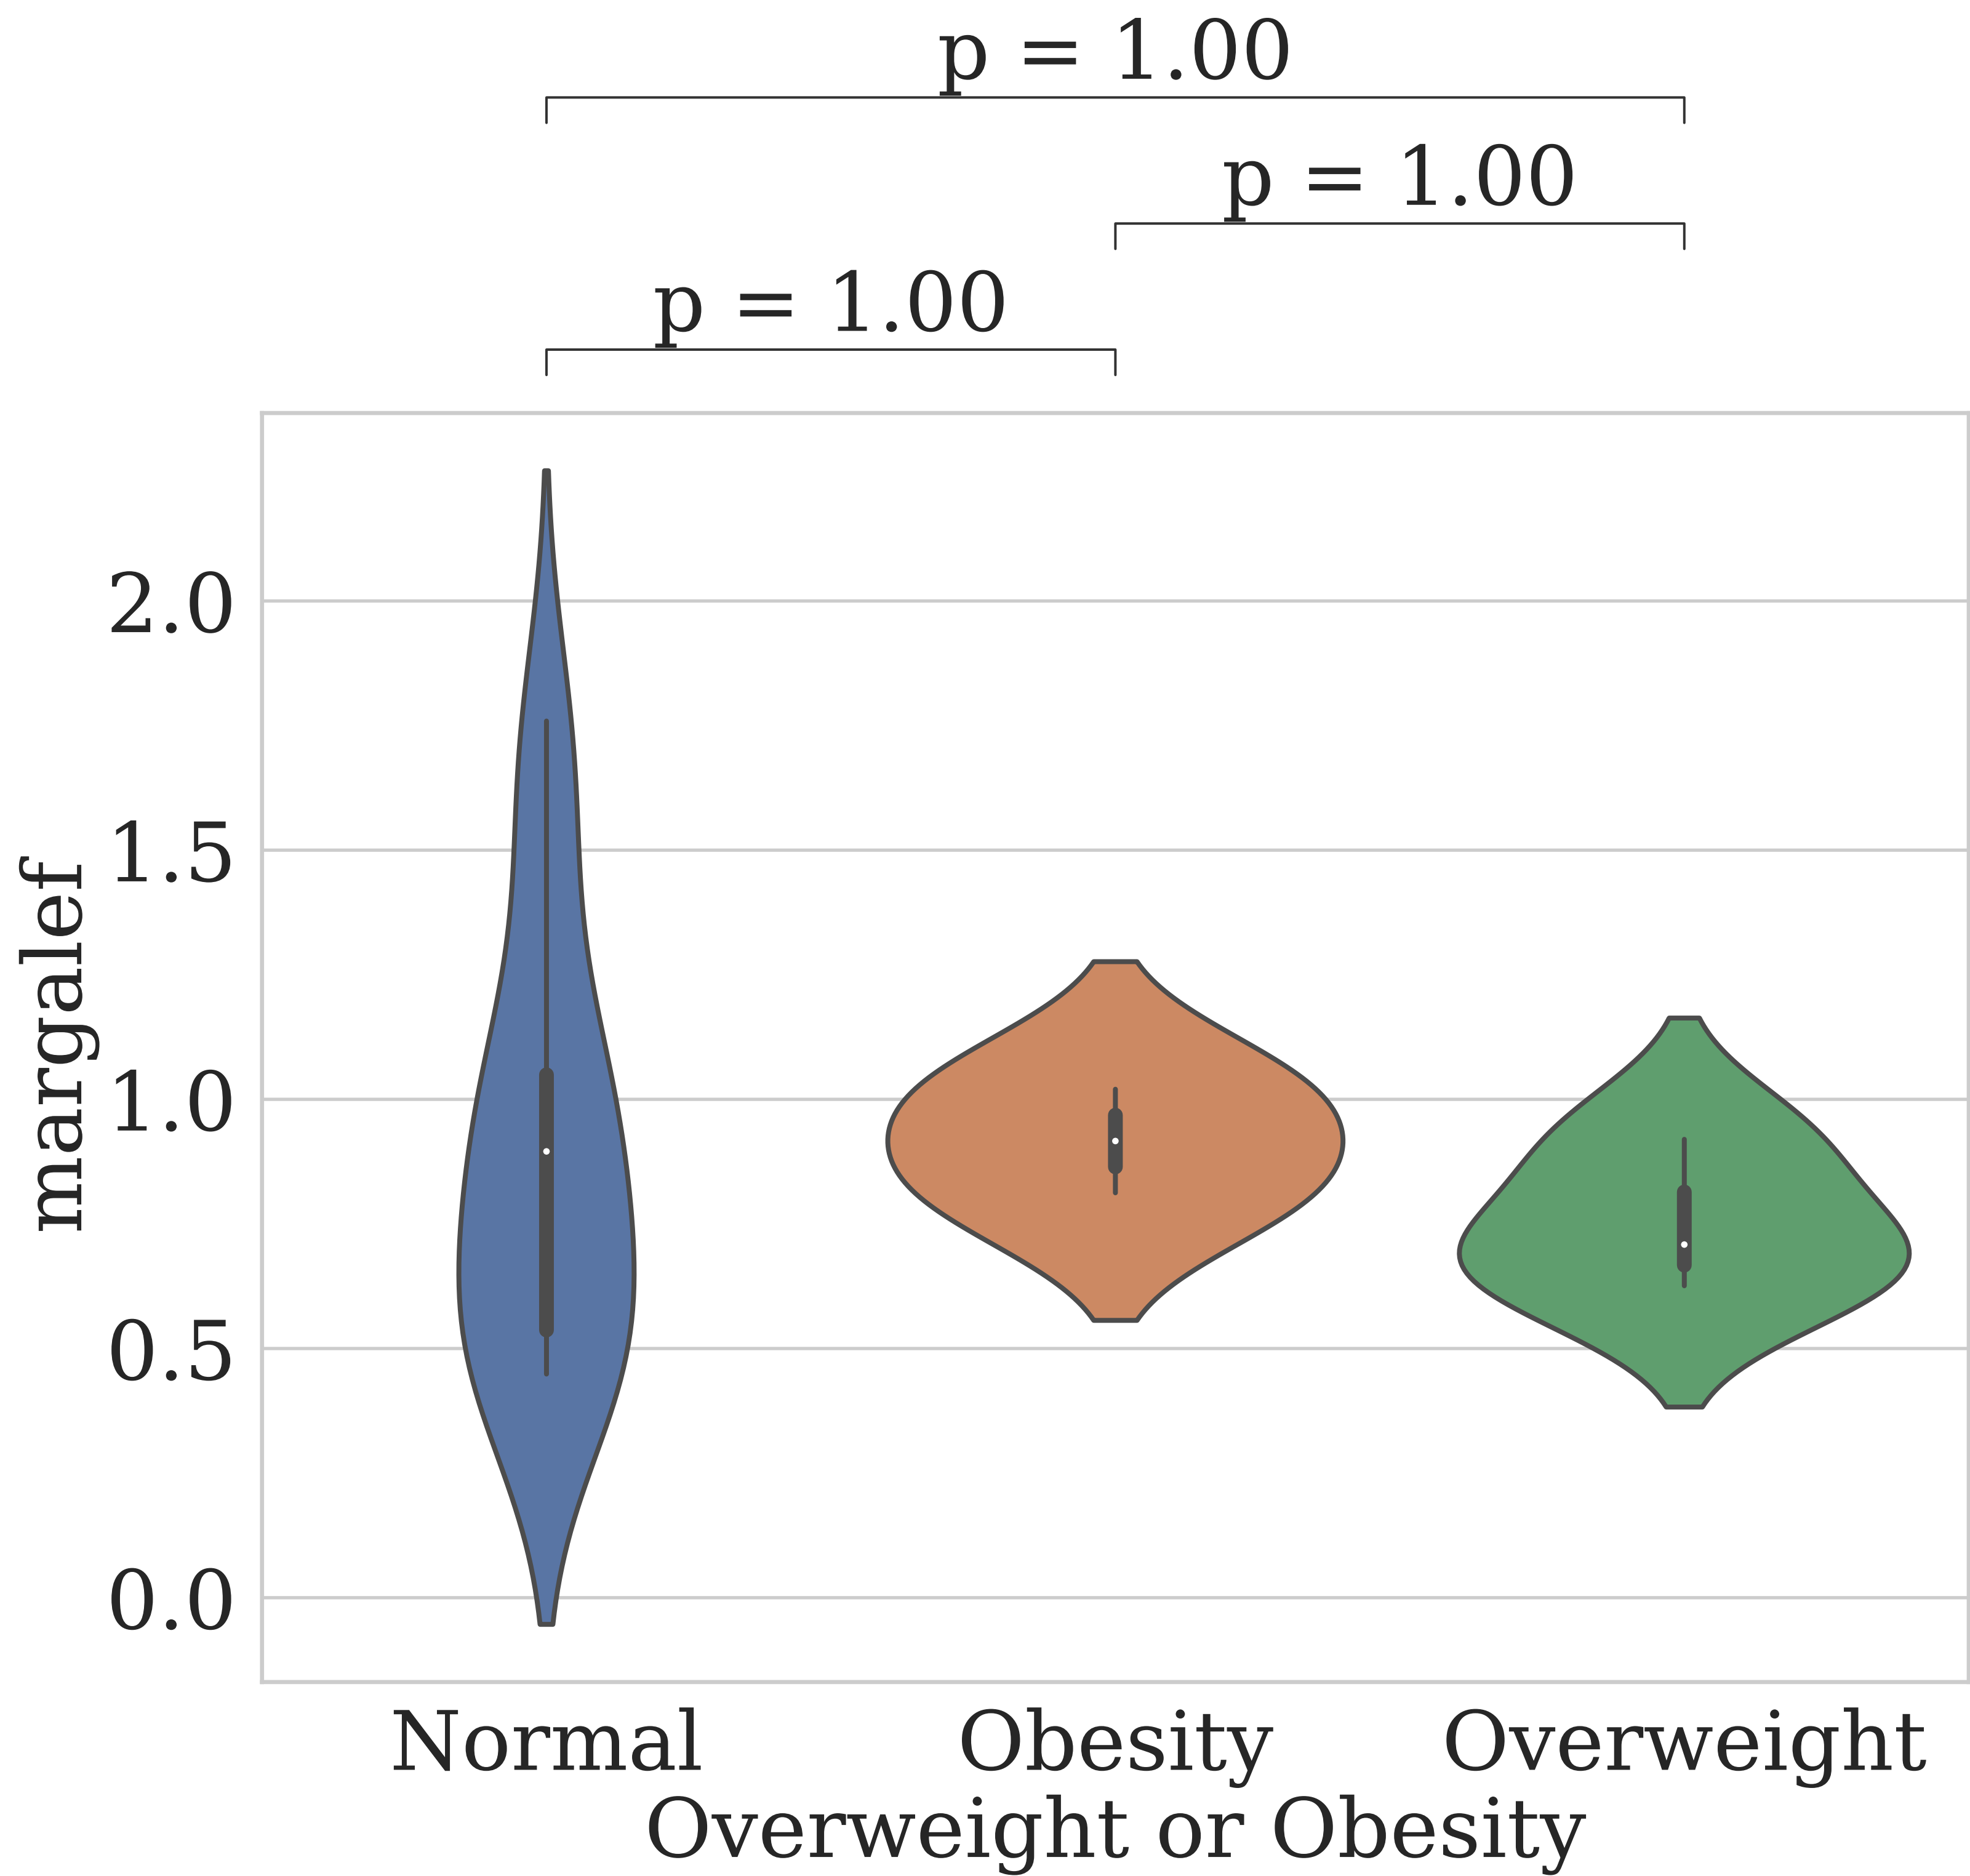 p = 1.00
p = 1.00
p = 1.00
margalef
2.0
1.5
1.0
0.5
0.0
Normal Obesity Overweight
Overweight or Obesity